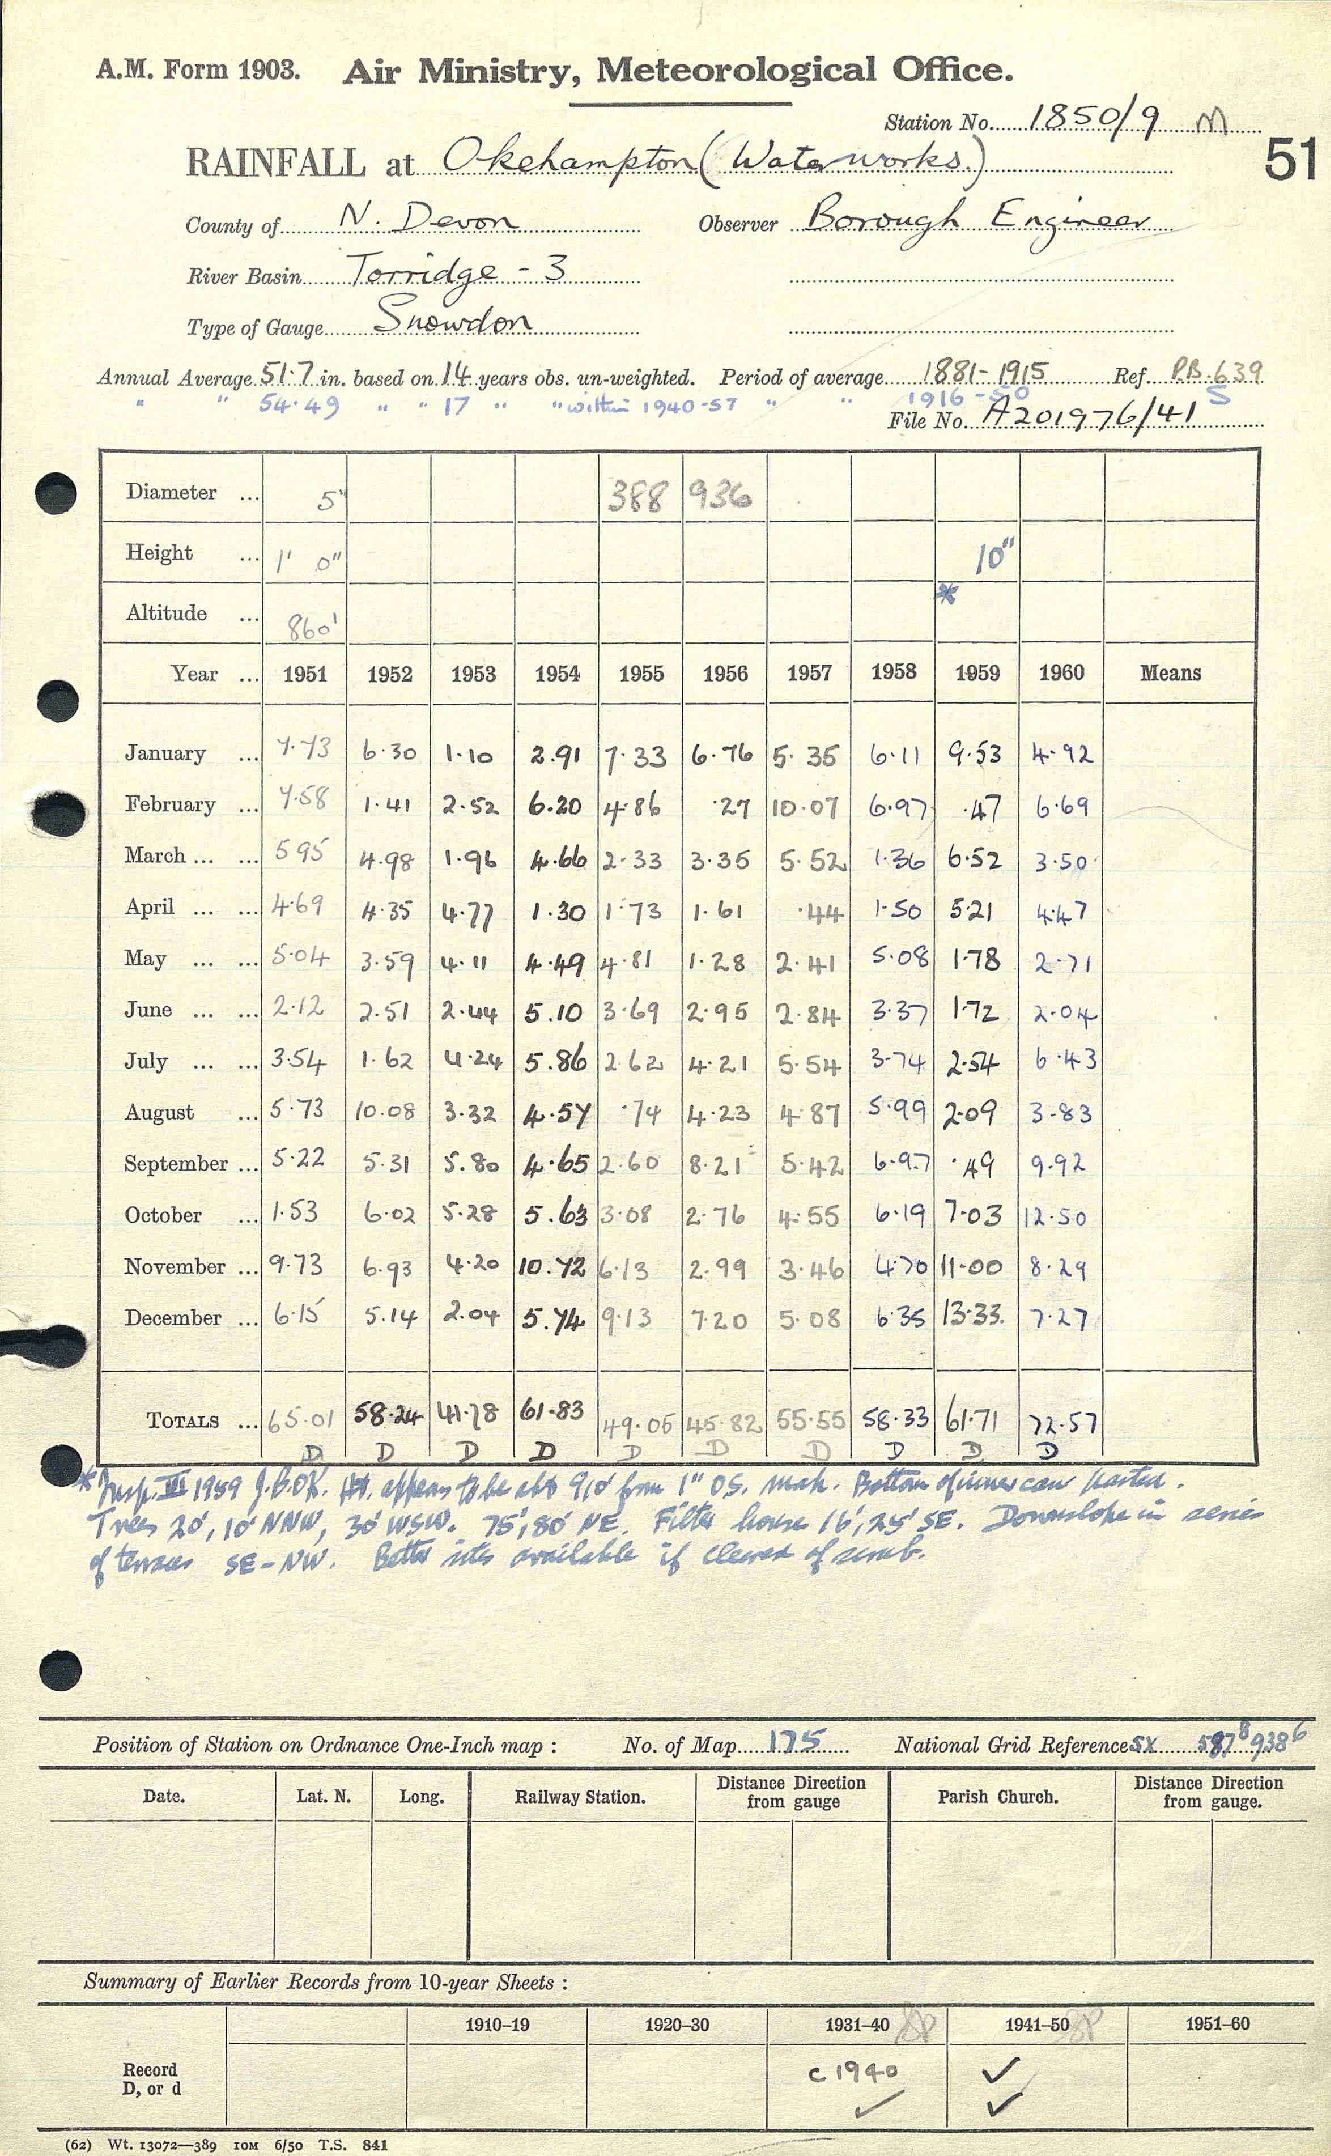 A.M. Form 1903. Air Ministry, Meteorological Office.
Station No. 1850/9 M
51
RAINFALL at Okehampton (Waterworks)
County of N. Devon Observer Borough Engineer
River Basin Torridge - 3
Type of Gauge Snowdon
Annual Average 51.7 in. based on 14 years obs. un-weighted. Period of average 1881-1915 Ref. P.B. 639
" " 54.49 " " 17 " " within 1940-57 " " 1916-50 S
File No. A201976/41
Diameter ... 5" 388 936
Height ... 1' 0" 10"
*
Altitude ... 860'
Year ... 1951 1952 1953 1954 1955 1956 1957 1958 1959 1960 Means
January ... 7.73 6.30 1.10 2.91 7.33 6.76 5.35 6.11 9.53 4.92
February ... 7.58 1.41 2.52 6.20 4.86 .27 10.07 6.97 .47 6.69
March ... ... 5.95 4.98 1.96 4.66 2.33 3.35 5.52 1.36 6.52 3.50
April ... ... 4.69 4.35 4.77 1.30 1.73 1.61 .44 1.50 5.21 4.47
May ... ... 5.04 3.59 4.11 4.49 4.81 1.28 2.41 5.08 1.78 2.71
June ... ... 2.12 2.51 2.44 5.10 3.69 2.95 2.84 3.37 1.72 2.04
July ... ... 3.54 1.62 4.24 5.86 2.62 4.21 5.54 3.74 2.54 6.43
August ... 5.73 10.08 3.32 4.57 .74 4.23 4.87 5.99 2.09 3.83
September ... 5.22 5.31 5.80 4.65 2.60 8.21 5.42 6.97 .49 9.92
October ... 1.53 6.02 5.28 5.63 3.08 2.76 4.55 6.19 7.03 12.50
November ... 9.73 6.93 4.20 10.72 6.13 2.99 3.46 4.70 11.00 8.29
December ... 6.15 5.14 2.04 5.74 9.13 7.20 5.08 6.35 13.33 7.27
TOTALS ... 65.01 58.24 41.78 61.83 49.05 45.82 55.55 58.33 61.71 72.57
D D D D D D D D D D
* Insp. III 1959 Ht. appears to be abt 9/10" from 1" O.S. map. Bottom of inner can
Trees 20', 10' NNW, 30' WSW. 75', 80' NE. Filter house 16', 25' SE. Downslope in series
of terraces SE-NW. Better sites available if cleared of scrub.
Position of Station on Ordnance One-Inch map : No. of Map 175 National Grid Reference SX 587⁸ 938⁶
Date. Lat. N. Long. Railway Station. Distance Direction from gauge Parish Church. Distance Direction from gauge.
Summary of Earlier Records from 10-year Sheets :
1910–19 1920–30 1931–40 1941–50 1951–60
Record c 1940 ✓
D, or d ✓ ✓
(62) Wt. 13072—389 10M 6/50 T.S. 841